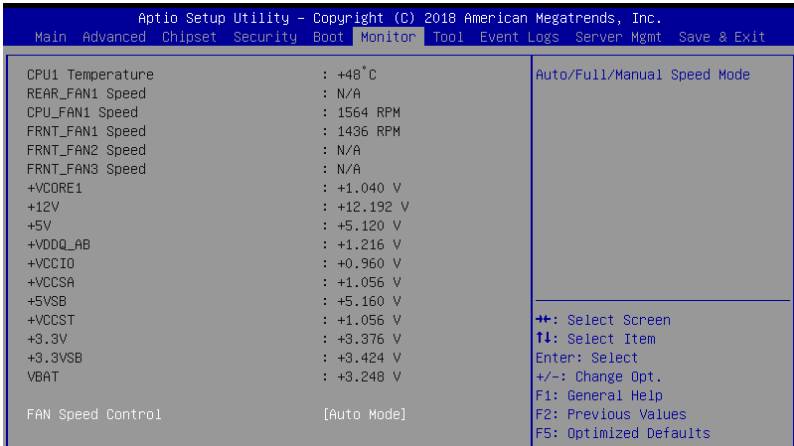 Aptio Setup Utility – Copyright (C) 2018 American Megatrends, Inc.
Main Advanced Chipset Security Boot Monitor Tool Event Logs Server Mgmt Save & Exit
CPU1 Temperature : +48°C
Auto/Full/Manual Speed Mode
REAR_FAN1 Speed : N/A
CPU_FAN1 Speed : 1564 RPM
FRNT_FAN1 Speed : 1436 RPM
FRNT_FAN2 Speed : N/A
FRNT_FAN3 Speed : N/A
+VCORE1 : +1.040 V
+12V : +12.192 V
+5V : +5.120 V
+VDDQ_AB : +1.216 V
+VCCIO : +0.960 V
+VCCSA : +1.056 V
+5VSB : +5.160 V
+VCCST : +1.056 V
+3.3V : +3.376 V
+3.3VSB : +3.424 V
VBAT : +3.248 V
FAN Speed Control [Auto Mode]
→←: Select Screen
↑↓: Select Item
Enter: Select
+/-: Change Opt.
F1: General Help
F2: Previous Values
F5: Optimized Defaults